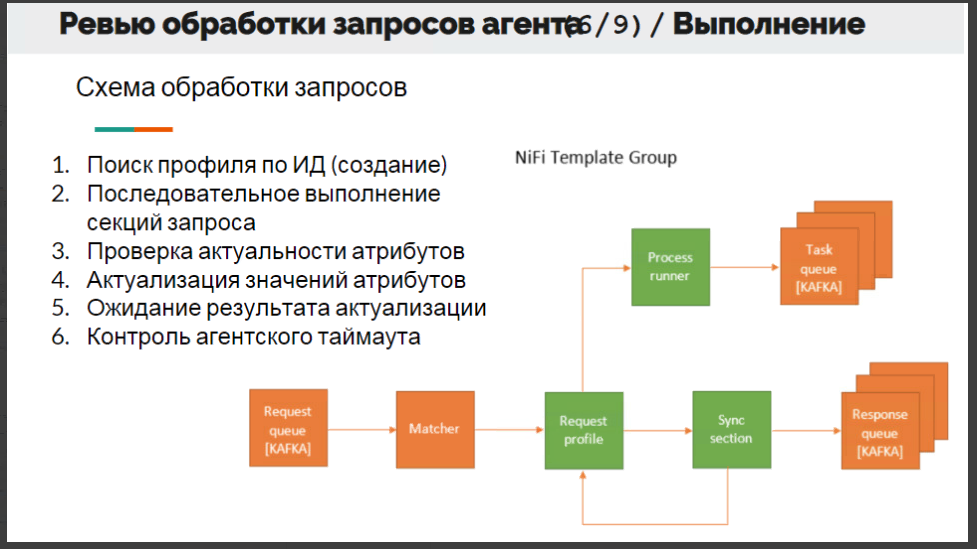 Ревью обработки запросов агента(6/9) / Выполнение
Схема обработки запросов
1. Поиск профиля по ИД (создание)
2. Последовательное выполнение
секций запроса
3. Проверка актуальности атрибутов
4. Актуализация значений атрибутов
5. Ожидание результата актуализации
6. Контроль агентского таймаута
NiFi Template Group
Process
runner
Task
queue
[KAFKA]
Request
queue
[KAFKA]
Matcher
Request
profile
Sync
section
Response
queue
[KAFKA]